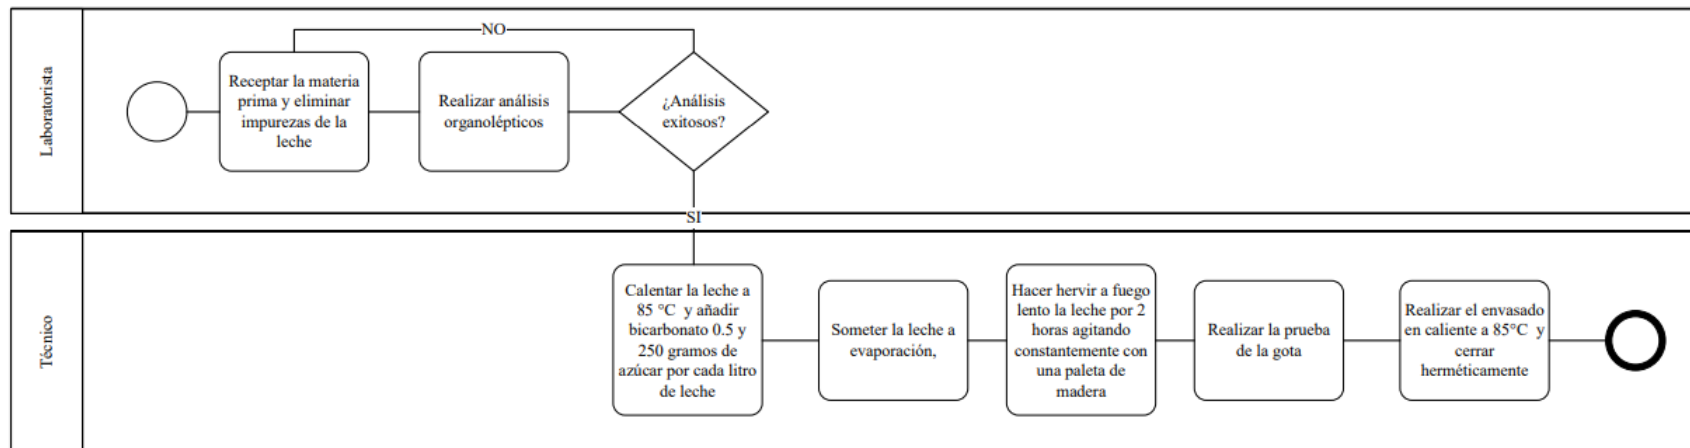 Laboratorista
NO
Receptar la materia
prima y eliminar
impurezas de la
leche
Realizar análisis
organolépticos
¿Análisis
exitosos?
SI
Técnico
Calentar la leche a
85 °C y añadir
bicarbonato 0.5 y
250 gramos de
azúcar por cada litro
de leche
Someter la leche a
evaporación,
Hacer hervir a fuego
lento la leche por 2
horas agitando
constantemente con
una paleta de
madera
Realizar la prueba
de la gota
Realizar el envasado
en caliente a 85°C y
cerrar
herméticamente